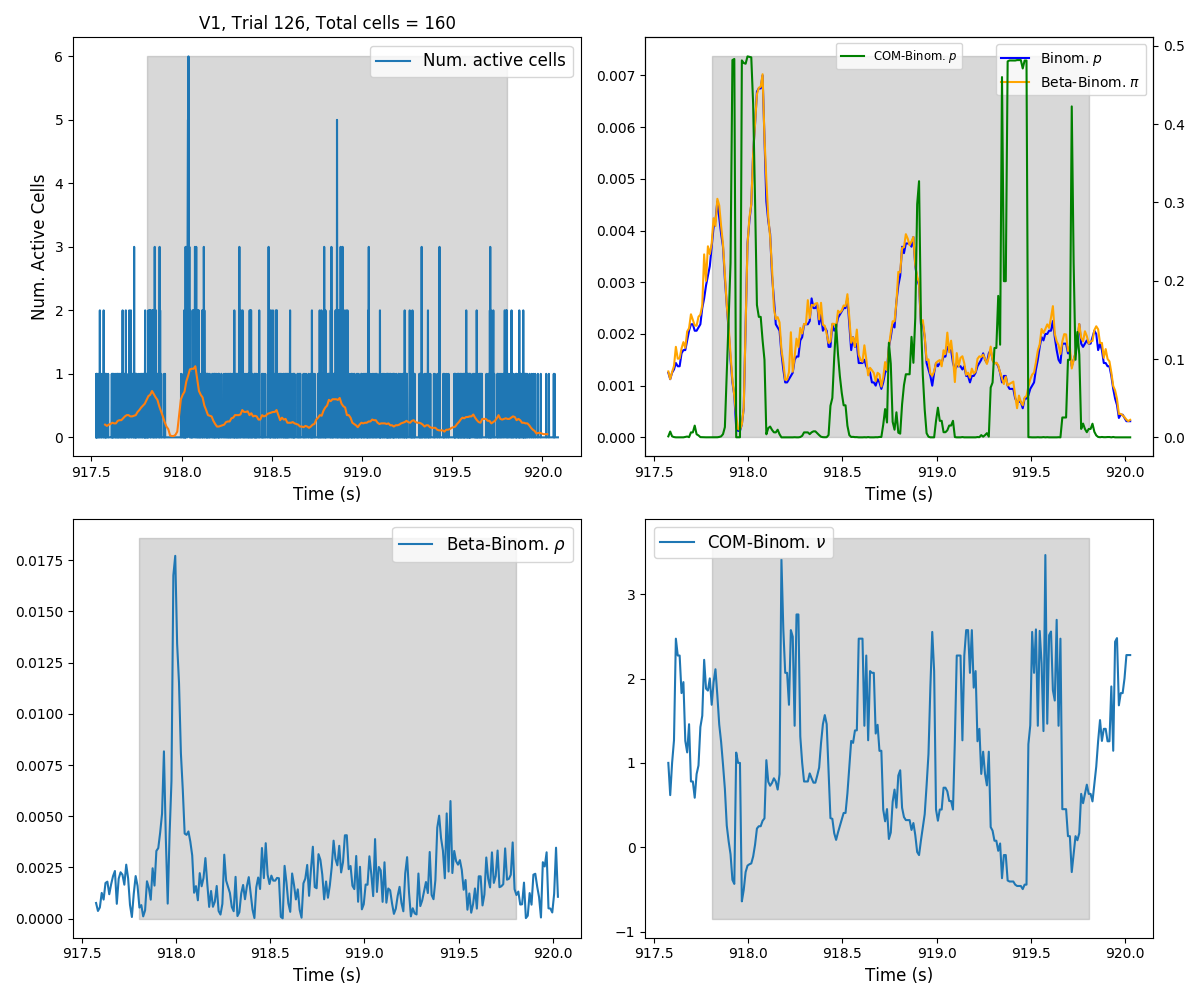 V1, Trial 126, Total cells = 160
Num. active cells
Num. Active Cells
6
5
4
3
2
1
0
917.5 918.0 918.5 919.0 919.5 920.0
Time (s)
COM-Binom. p
Binom. p
Beta-Binom. π
0.007
0.006
0.005
0.004
0.003
0.002
0.001
0.000
0.5
0.4
0.3
0.2
0.1
0.0
917.5 918.0 918.5 919.0 919.5 920.0
Time (s)
Beta-Binom. ρ
0.0175
0.0150
0.0125
0.0100
0.0075
0.0050
0.0025
0.0000
917.5 918.0 918.5 919.0 919.5 920.0
Time (s)
COM-Binom. ν
3
2
1
0
−1
917.5 918.0 918.5 919.0 919.5 920.0
Time (s)